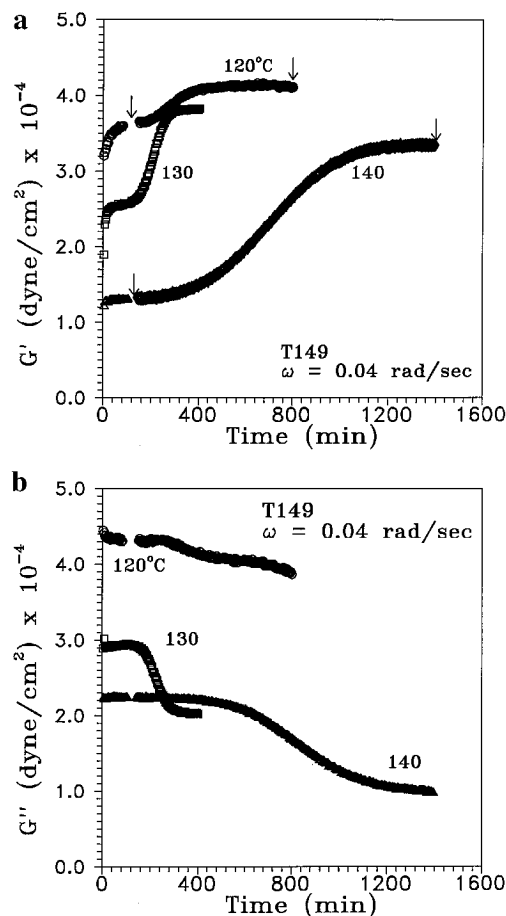 a
5.0
4.0
3.0
2.0
1.0
0.0
G' (dyne/cm²) x 10⁻⁴
120°C
130
140
T149
ω = 0.04 rad/sec
0 400 800 1200 1600
Time (min)
b
5.0
4.0
3.0
2.0
1.0
0.0
G'' (dyne/cm²) x 10⁻⁴
T149
ω = 0.04 rad/sec
120°C
130
140
0 400 800 1200 1600
Time (min)